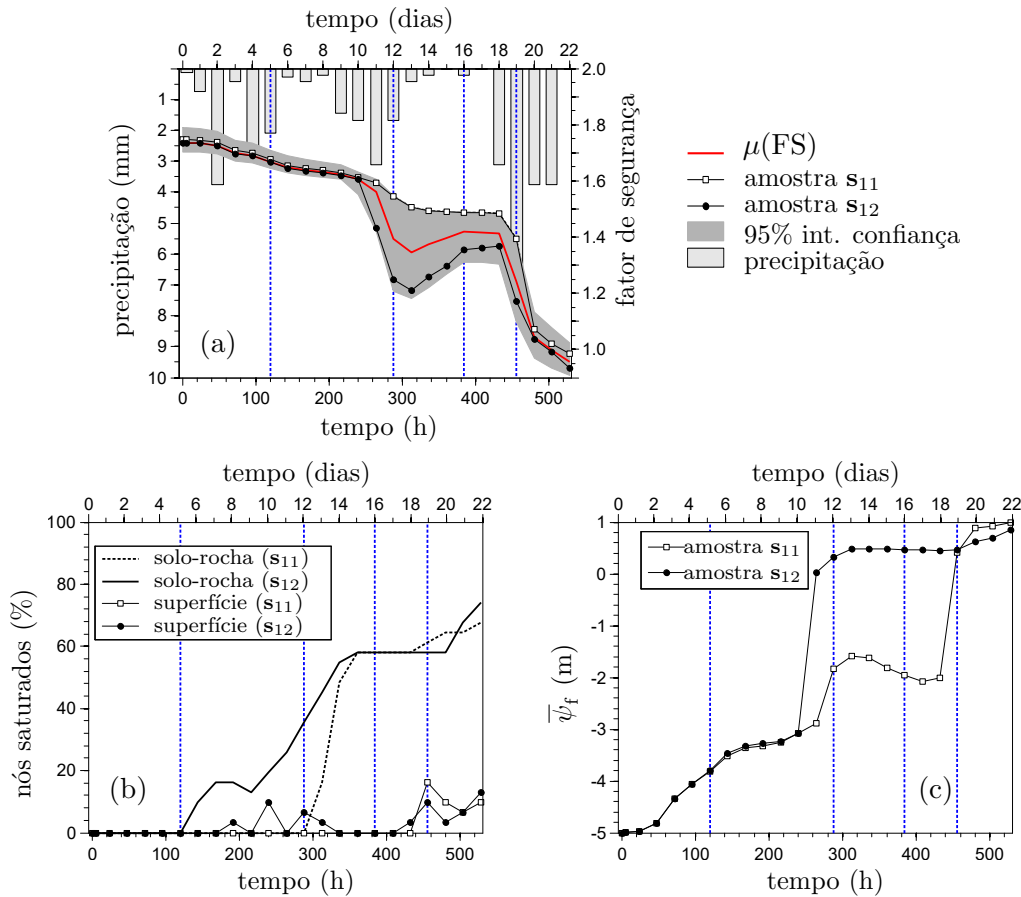 tempo (dias)
0 2 4 6 8 10 12 14 16 18 20 22
precipitação (mm)
1
2
3
4
5
6
7
8
9
10
2.0
1.8
1.6
1.4
1.2
1.0
fator de segurança
(a)
0 100 200 300 400 500
tempo (h)
μ(FS)
amostra s₁₁
amostra s₁₂
95% int. confiança
precipitação
tempo (dias)
0 2 4 6 8 10 12 14 16 18 20 22
nós saturados (%)
100
80
60
40
20
0
solo-rocha (s₁₁)
solo-rocha (s₁₂)
superfície (s₁₁)
superfície (s₁₂)
(b)
0 100 200 300 400 500
tempo (h)
tempo (dias)
0 2 4 6 8 10 12 14 16 18 20 22
ψ̅_f (m)
1
0
-1
-2
-3
-4
-5
amostra s₁₁
amostra s₁₂
(c)
0 100 200 300 400 500
tempo (h)